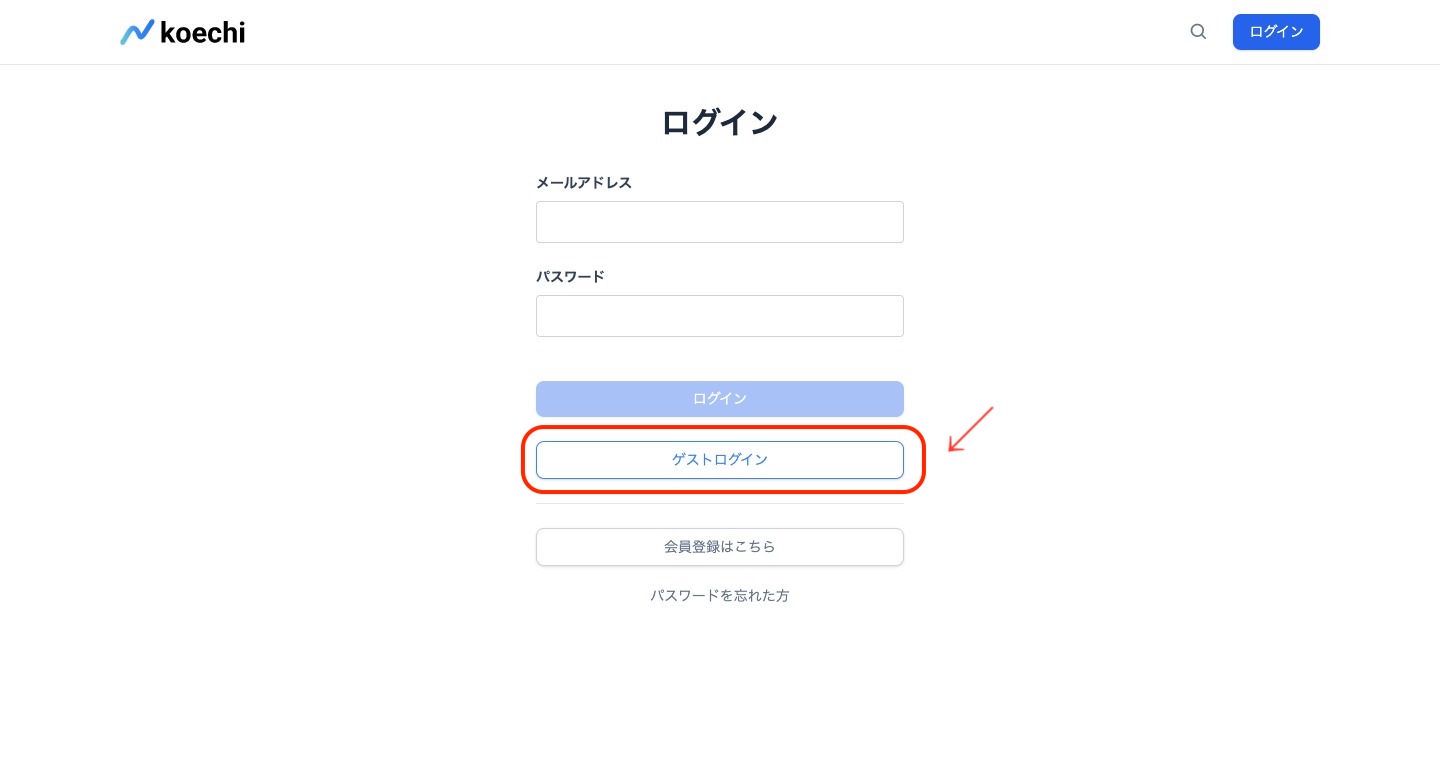 koechi
ログイン
ログイン
メールアドレス
パスワード
ログイン
ゲストログイン
会員登録はこちら
パスワードを忘れた方